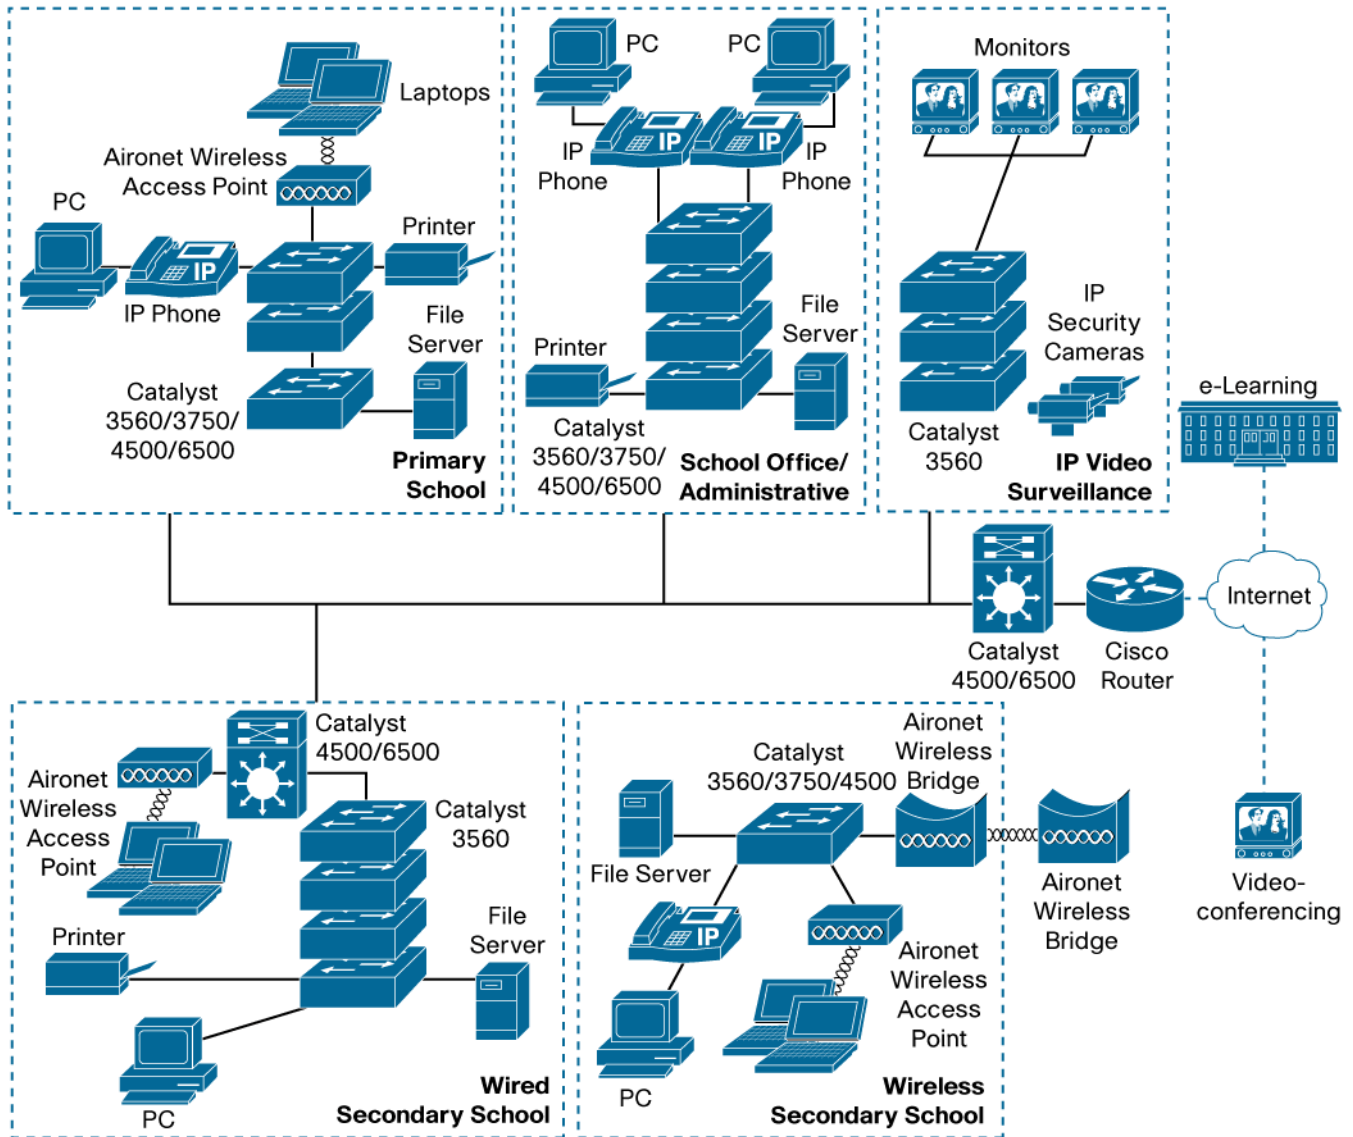 Laptops
Aironet Wireless
Access Point
PC
IP
IP Phone
Printer
File
Server
Catalyst
3560/3750/
4500/6500
Primary
School
PC
PC
IP
IP
IP
Phone
IP
Phone
Printer
File
Server
Catalyst
3560/3750/
4500/6500
School Office/
Administrative
Monitors
IP
Security
Cameras
Catalyst
3560
IP Video
Surveillance
e-Learning
Internet
Catalyst
4500/6500
Cisco
Router
Video-
conferencing
Catalyst
4500/6500
Aironet
Wireless
Access
Point
Catalyst
3560
Printer
File
Server
PC
Wired
Secondary School
Aironet
Wireless
Bridge
Catalyst
3560/3750/4500
File Server
IP
Aironet
Wireless
Access
Point
PC
Wireless
Secondary School
Aironet
Wireless
Bridge